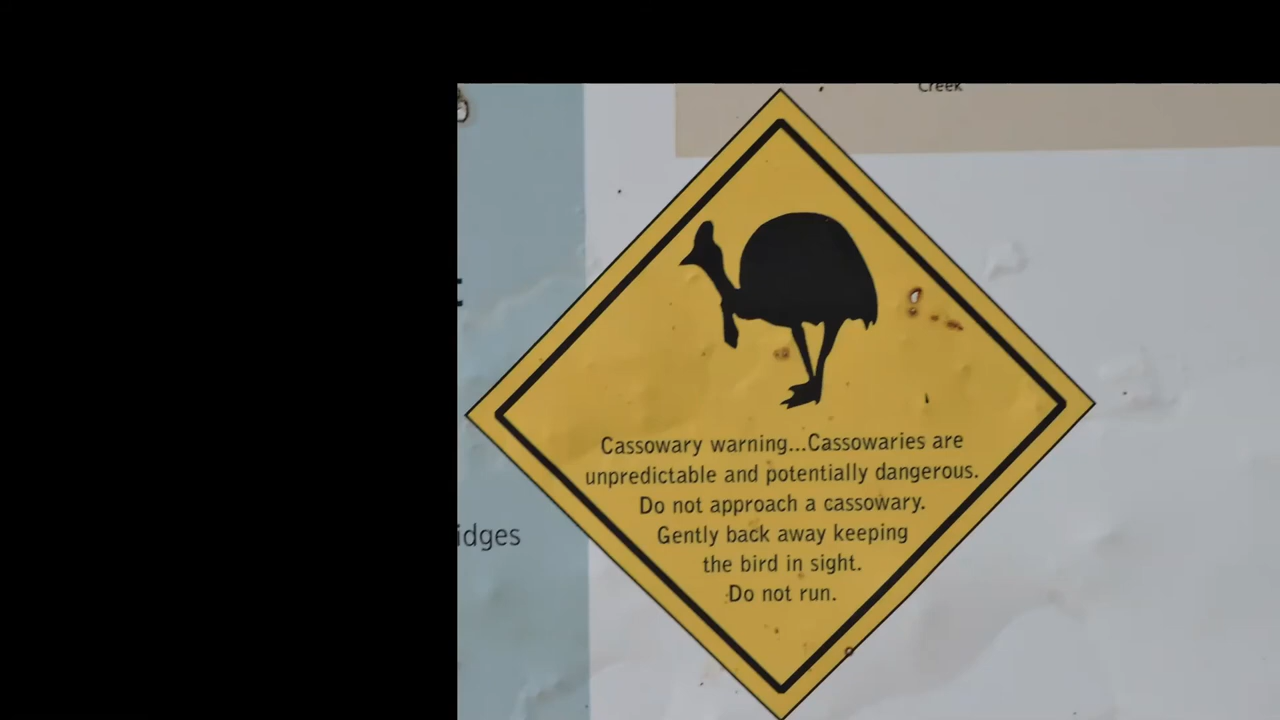 Creek
idges
Cassowary warning...Cassowaries are
unpredictable and potentially dangerous.
Do not approach a cassowary.
Gently back away keeping
the bird in sight.
Do not run.